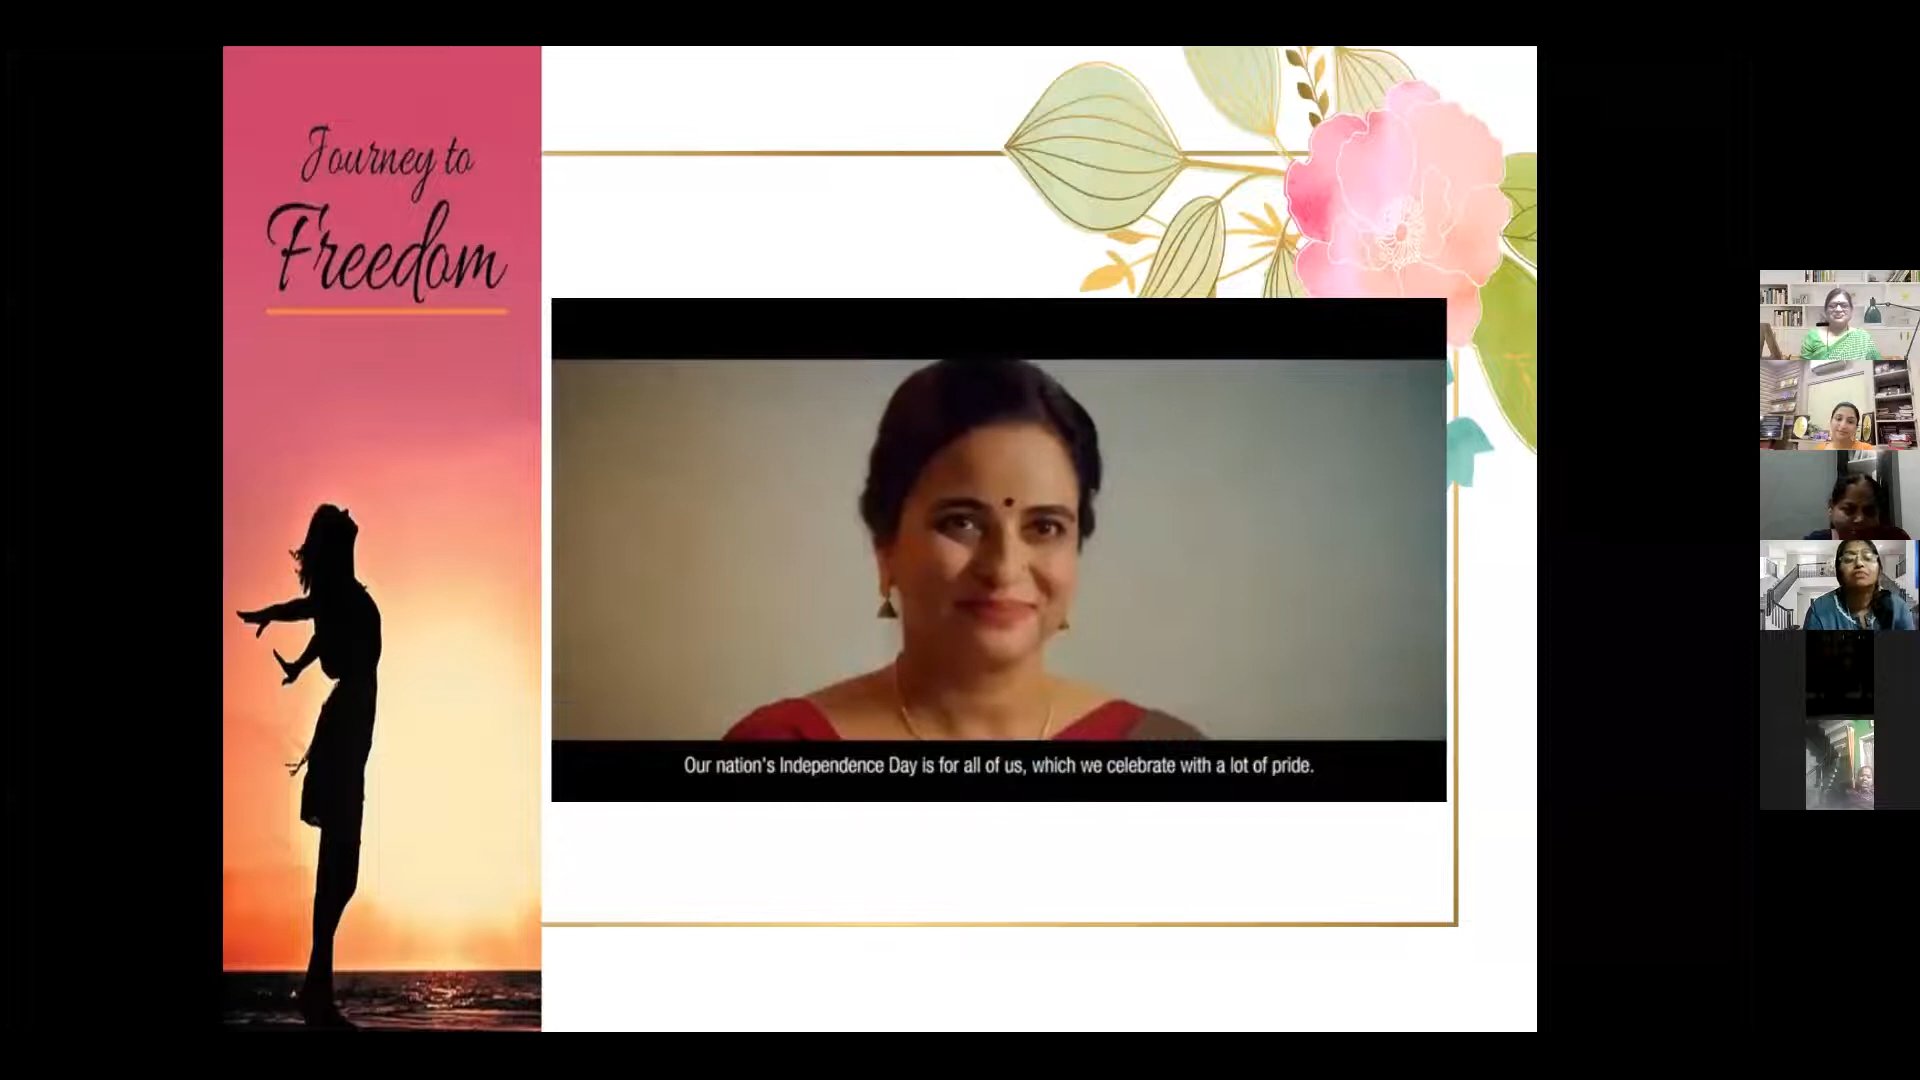 Journey to
Freedom
Our nation's Independence Day is for all of us, which we celebrate with a lot of pride.